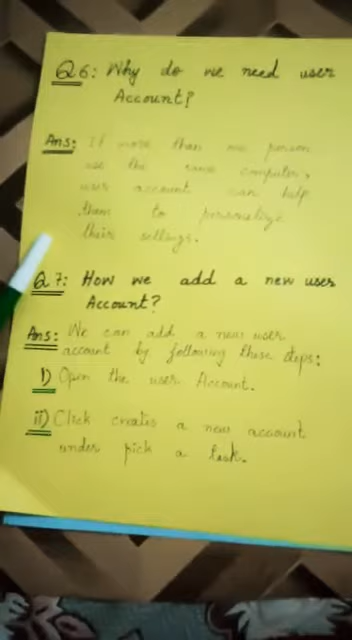 Q6: Why do we need user
Account?
Ans: If more than one person
use the same computer,
user account can help
them to personalize
their settings.
Q7: How we add a new user
Account?
Ans: We can add a new user
account by following these steps:
i) Open the user Account.
ii) Click creates a new account
under pick a task.